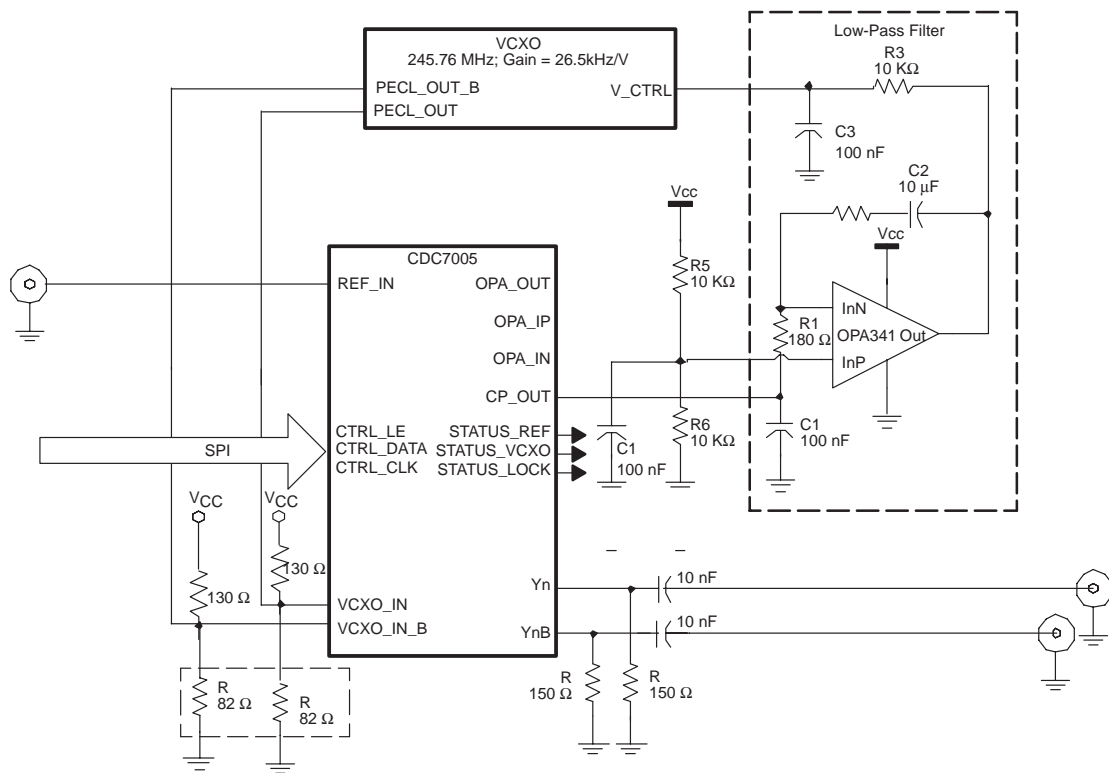 VCXO
245.76 MHz; Gain = 26.5kHz/V
PECL_OUT_B
V_CTRL
PECL_OUT
Low-Pass Filter
R3
10 KΩ
C3
100 nF
C2
10 μF
Vcc
Vcc
CDC7005
REF_IN
OPA_OUT
OPA_IP
OPA_IN
CP_OUT
R5
10 KΩ
R1
180 Ω
InN
OPA341 Out
InP
CTRL_LE
CTRL_DATA
CTRL_CLK
SPI
STATUS_REF
STATUS_VCXO
STATUS_LOCK
C1
100 nF
R6
10 KΩ
C1
100 nF
VCC
VCC
130 Ω
130 Ω
VCXO_IN
VCXO_IN_B
Yn
YnB
10 nF
10 nF
R
82 Ω
R
82 Ω
R
150 Ω
R
150 Ω